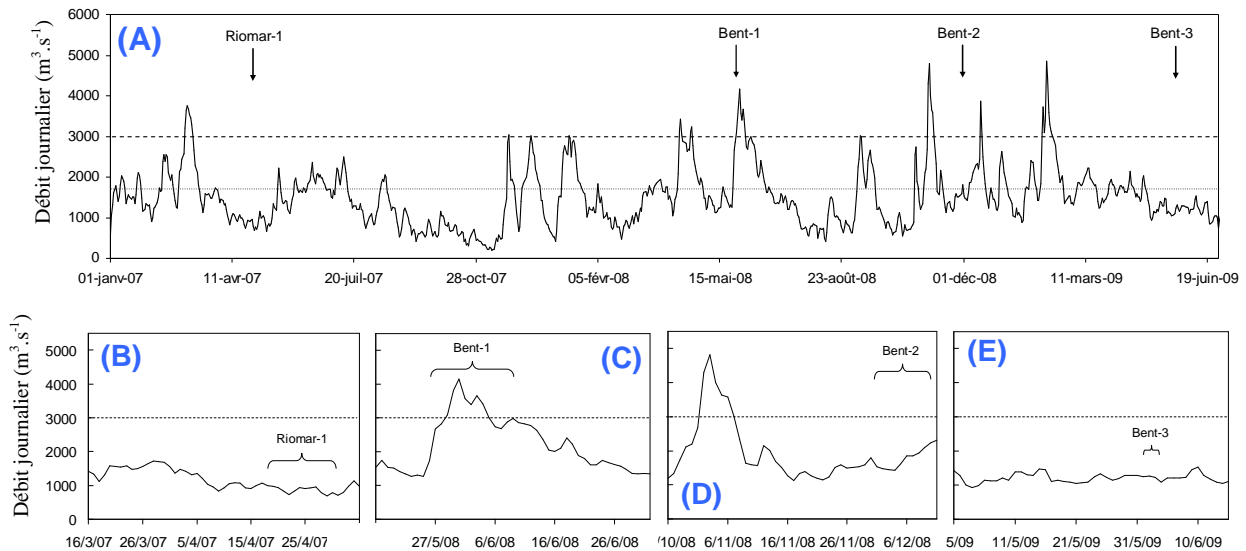 (A)
Débit journalier (m³.s⁻¹)
6000
5000
4000
3000
2000
1000
0
Riomar-1
Bent-1
Bent-2
Bent-3
01-janv-07 11-avr-07 20-juil-07 28-oct-07 05-févr-08 15-mai-08 23-août-08 01-déc-08 11-mars-09 19-juin-09
(B)
(C)
(D)
(E)
Débit journalier (m³.s⁻¹)
5000
4000
3000
2000
1000
0
Riomar-1
Bent-1
Bent-2
Bent-3
16/3/07 26/3/07 5/4/07 15/4/07 25/4/07
27/5/08 6/6/08 16/6/08 26/6/08
'10/08 6/11/08 16/11/08 26/11/08 6/12/08
5/09 11/5/09 21/5/09 31/5/09 10/6/09